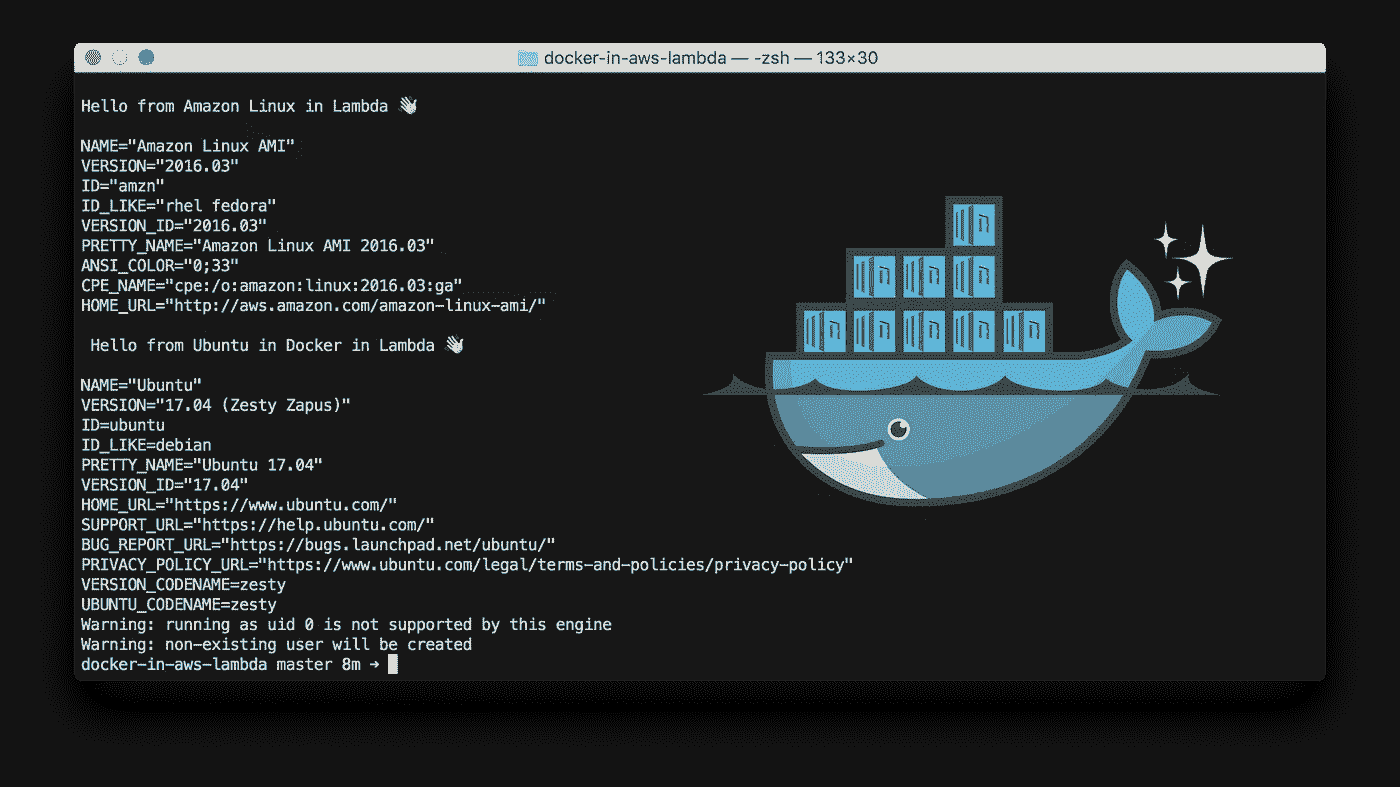 docker-in-aws-lambda — -zsh — 133×30
Hello from Amazon Linux in Lambda 👋
NAME="Amazon Linux AMI"
VERSION="2016.03"
ID="amzn"
ID_LIKE="rhel fedora"
VERSION_ID="2016.03"
PRETTY_NAME="Amazon Linux AMI 2016.03"
ANSI_COLOR="0;33"
CPE_NAME="cpe:/o:amazon:linux:2016.03:ga"
HOME_URL="http://aws.amazon.com/amazon-linux-ami/"
Hello from Ubuntu in Docker in Lambda 👋
NAME="Ubuntu"
VERSION="17.04 (Zesty Zapus)"
ID=ubuntu
ID_LIKE=debian
PRETTY_NAME="Ubuntu 17.04"
VERSION_ID="17.04"
HOME_URL="https://www.ubuntu.com/"
SUPPORT_URL="https://help.ubuntu.com/"
BUG_REPORT_URL="https://bugs.launchpad.net/ubuntu/"
PRIVACY_POLICY_URL="https://www.ubuntu.com/legal/terms-and-policies/privacy-policy"
VERSION_CODENAME=zesty
UBUNTU_CODENAME=zesty
Warning: running as uid 0 is not supported by this engine
Warning: non-existing user will be created
docker-in-aws-lambda master 8m →